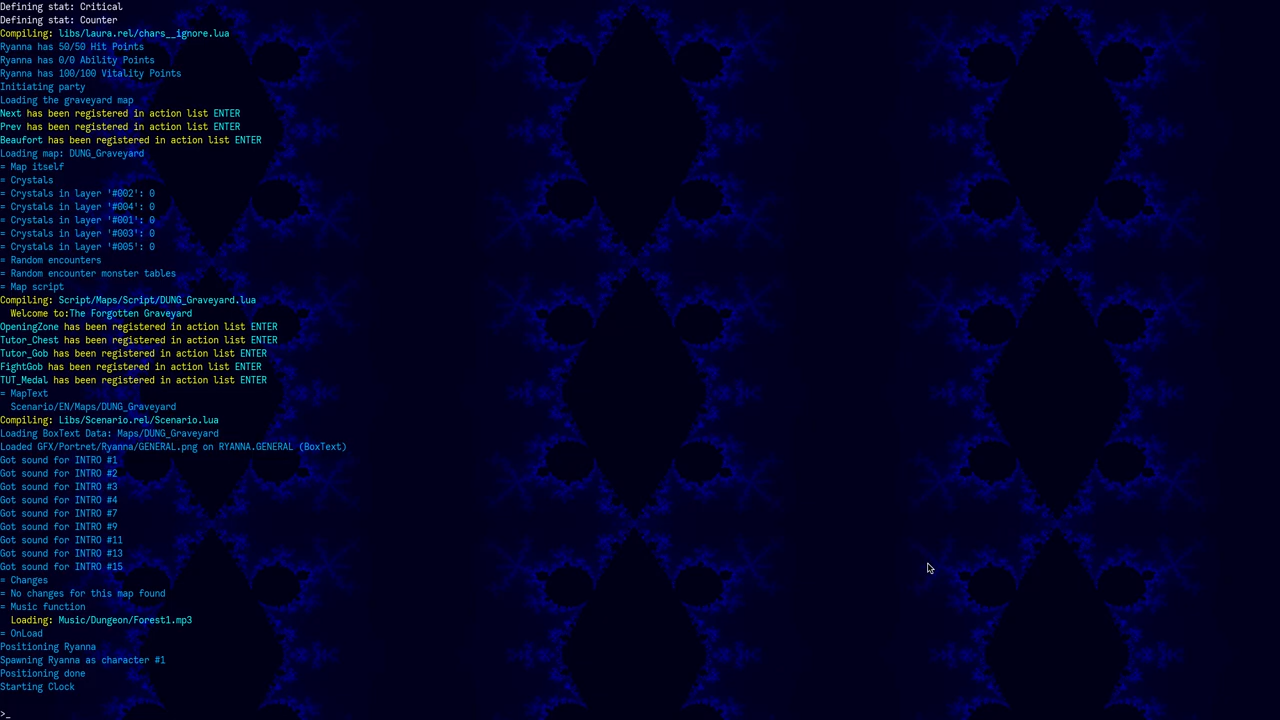 Defining stat: Critical
Defining stat: Counter
Compiling: libs/laura.rel/chars__ignore.lua
Ryanna has 50/50 Hit Points
Ryanna has 0/0 Ability Points
Ryanna has 100/100 Vitality Points
Initiating party
Loading the graveyard map
Next has been registered in action list ENTER
Prev has been registered in action list ENTER
Beaufort has been registered in action list ENTER
Loading map: DUNG_Graveyard
= Map itself
= Crystals
= Crystals in layer '#002': 0
= Crystals in layer '#004': 0
= Crystals in layer '#001': 0
= Crystals in layer '#003': 0
= Crystals in layer '#005': 0
= Random encounters
= Random encounter monster tables
= Map script
Compiling: Script/Maps/Script/DUNG_Graveyard.lua
Welcome to:The Forgotten Graveyard
OpeningZone has been registered in action list ENTER
Tutor_Chest has been registered in action list ENTER
Tutor_Gob has been registered in action list ENTER
FightGob has been registered in action list ENTER
TUT_Medal has been registered in action list ENTER
= MapText
Scenario/EN/Maps/DUNG_Graveyard
Compiling: Libs/Scenario.rel/Scenario.lua
Loading BoxText Data: Maps/DUNG_Graveyard
Loaded GFX/Portret/Ryanna/GENERAL.png on RYANNA.GENERAL (BoxText)
Got sound for INTRO #1
Got sound for INTRO #2
Got sound for INTRO #3
Got sound for INTRO #4
Got sound for INTRO #7
Got sound for INTRO #9
Got sound for INTRO #11
Got sound for INTRO #13
Got sound for INTRO #15
= Changes
= No changes for this map found
= Music function
Loading: Music/Dungeon/Forest1.mp3
= OnLoad
Positioning Ryanna
Spawning Ryanna as character #1
Positioning done
Starting Clock
>_